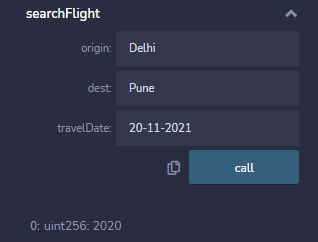 searchFlight
origin: Delhi
dest: Pune
travelDate: 20-11-2021
call
0: uint256: 2020